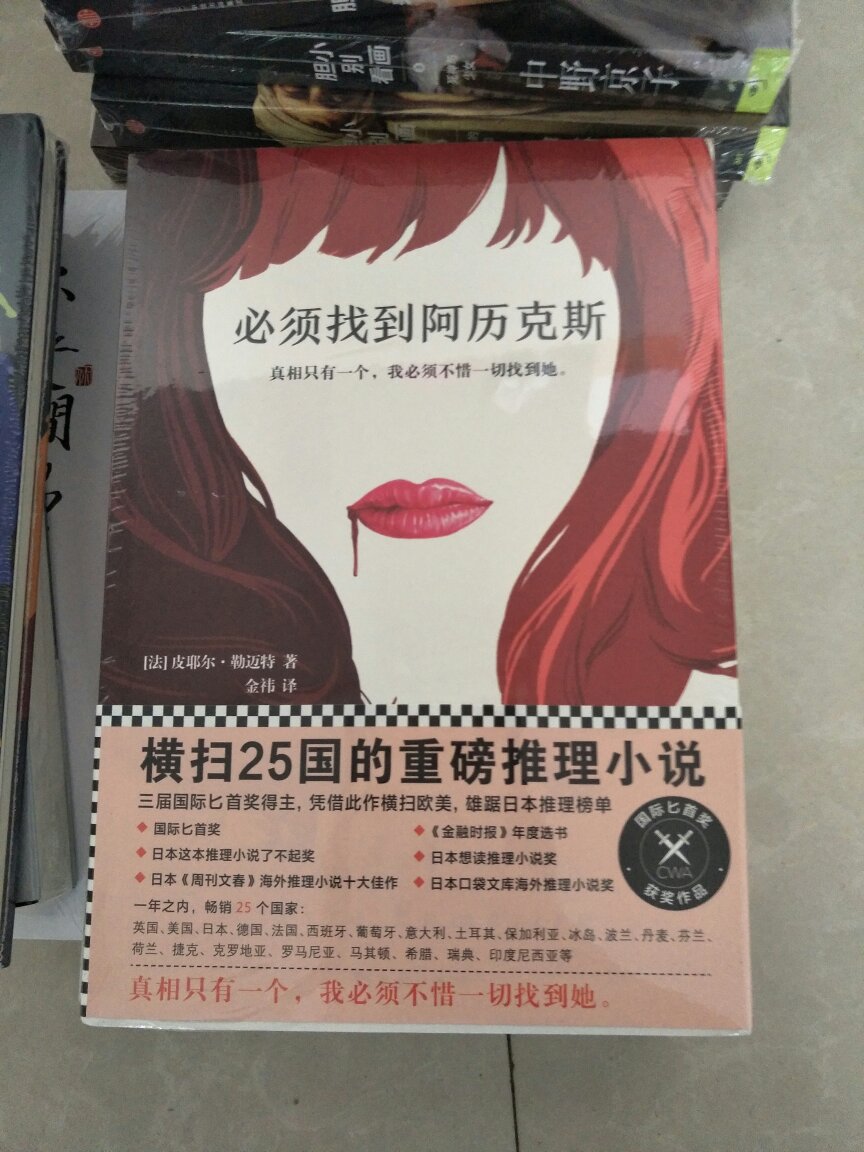 胆小别看画
中野京子
必须找到阿历克斯
真相只有一个，我必须不惜一切找到她。
[法]皮耶尔·勒迈特 著
金祎 译
横扫25国的重磅推理小说
三届国际匕首奖得主，凭借此作横扫欧美，雄踞日本推理榜单
◆ 国际匕首奖
◆《金融时报》年度选书
◆ 日本这本推理小说了不起奖
◆ 日本想读推理小说奖
◆ 日本《周刊文春》海外推理小说十大佳作
◆ 日本口袋文库海外推理小说奖
国际匕首奖
CWA
获奖作品
一年之内，畅销25个国家：
英国、美国、日本、德国、法国、西班牙、葡萄牙、意大利、土耳其、保加利亚、冰岛、波兰、丹麦、芬兰、
荷兰、捷克、克罗地亚、罗马尼亚、马其顿、希腊、瑞典、印度尼西亚等
真相只有一个，我必须不惜一切找到她。